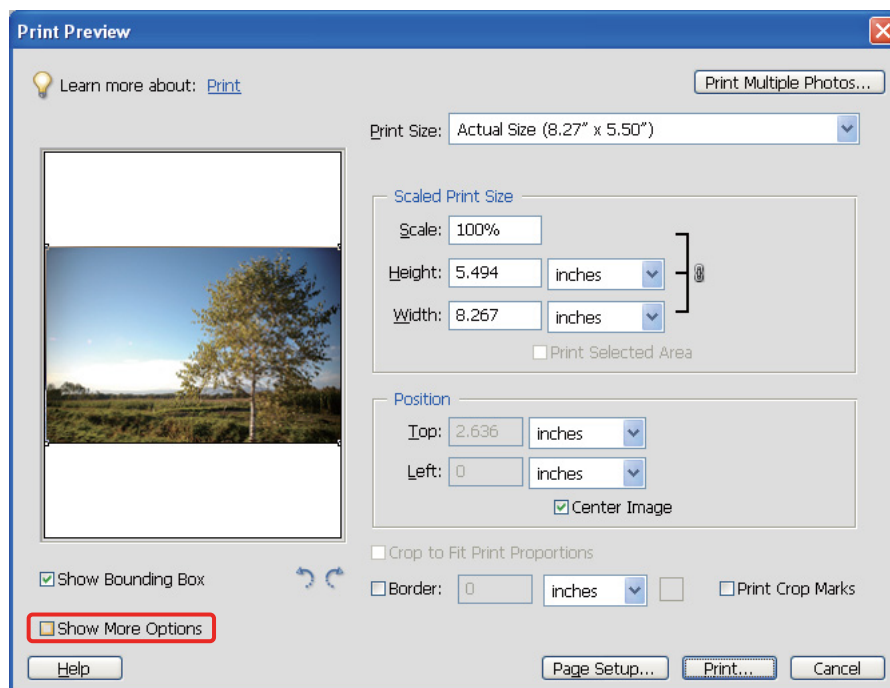 Print Preview
Learn more about: Print
Print Multiple Photos...
Print Size: Actual Size (8.27" x 5.50")
Scaled Print Size
Scale: 100%
Height: 5.494 inches
Width: 8.267 inches
Print Selected Area
Position
Top: 2.636 inches
Left: 0 inches
Center Image
Crop to Fit Print Proportions
Show Bounding Box
Border: 0 inches Print Crop Marks
Show More Options
Help Page Setup... Print... Cancel